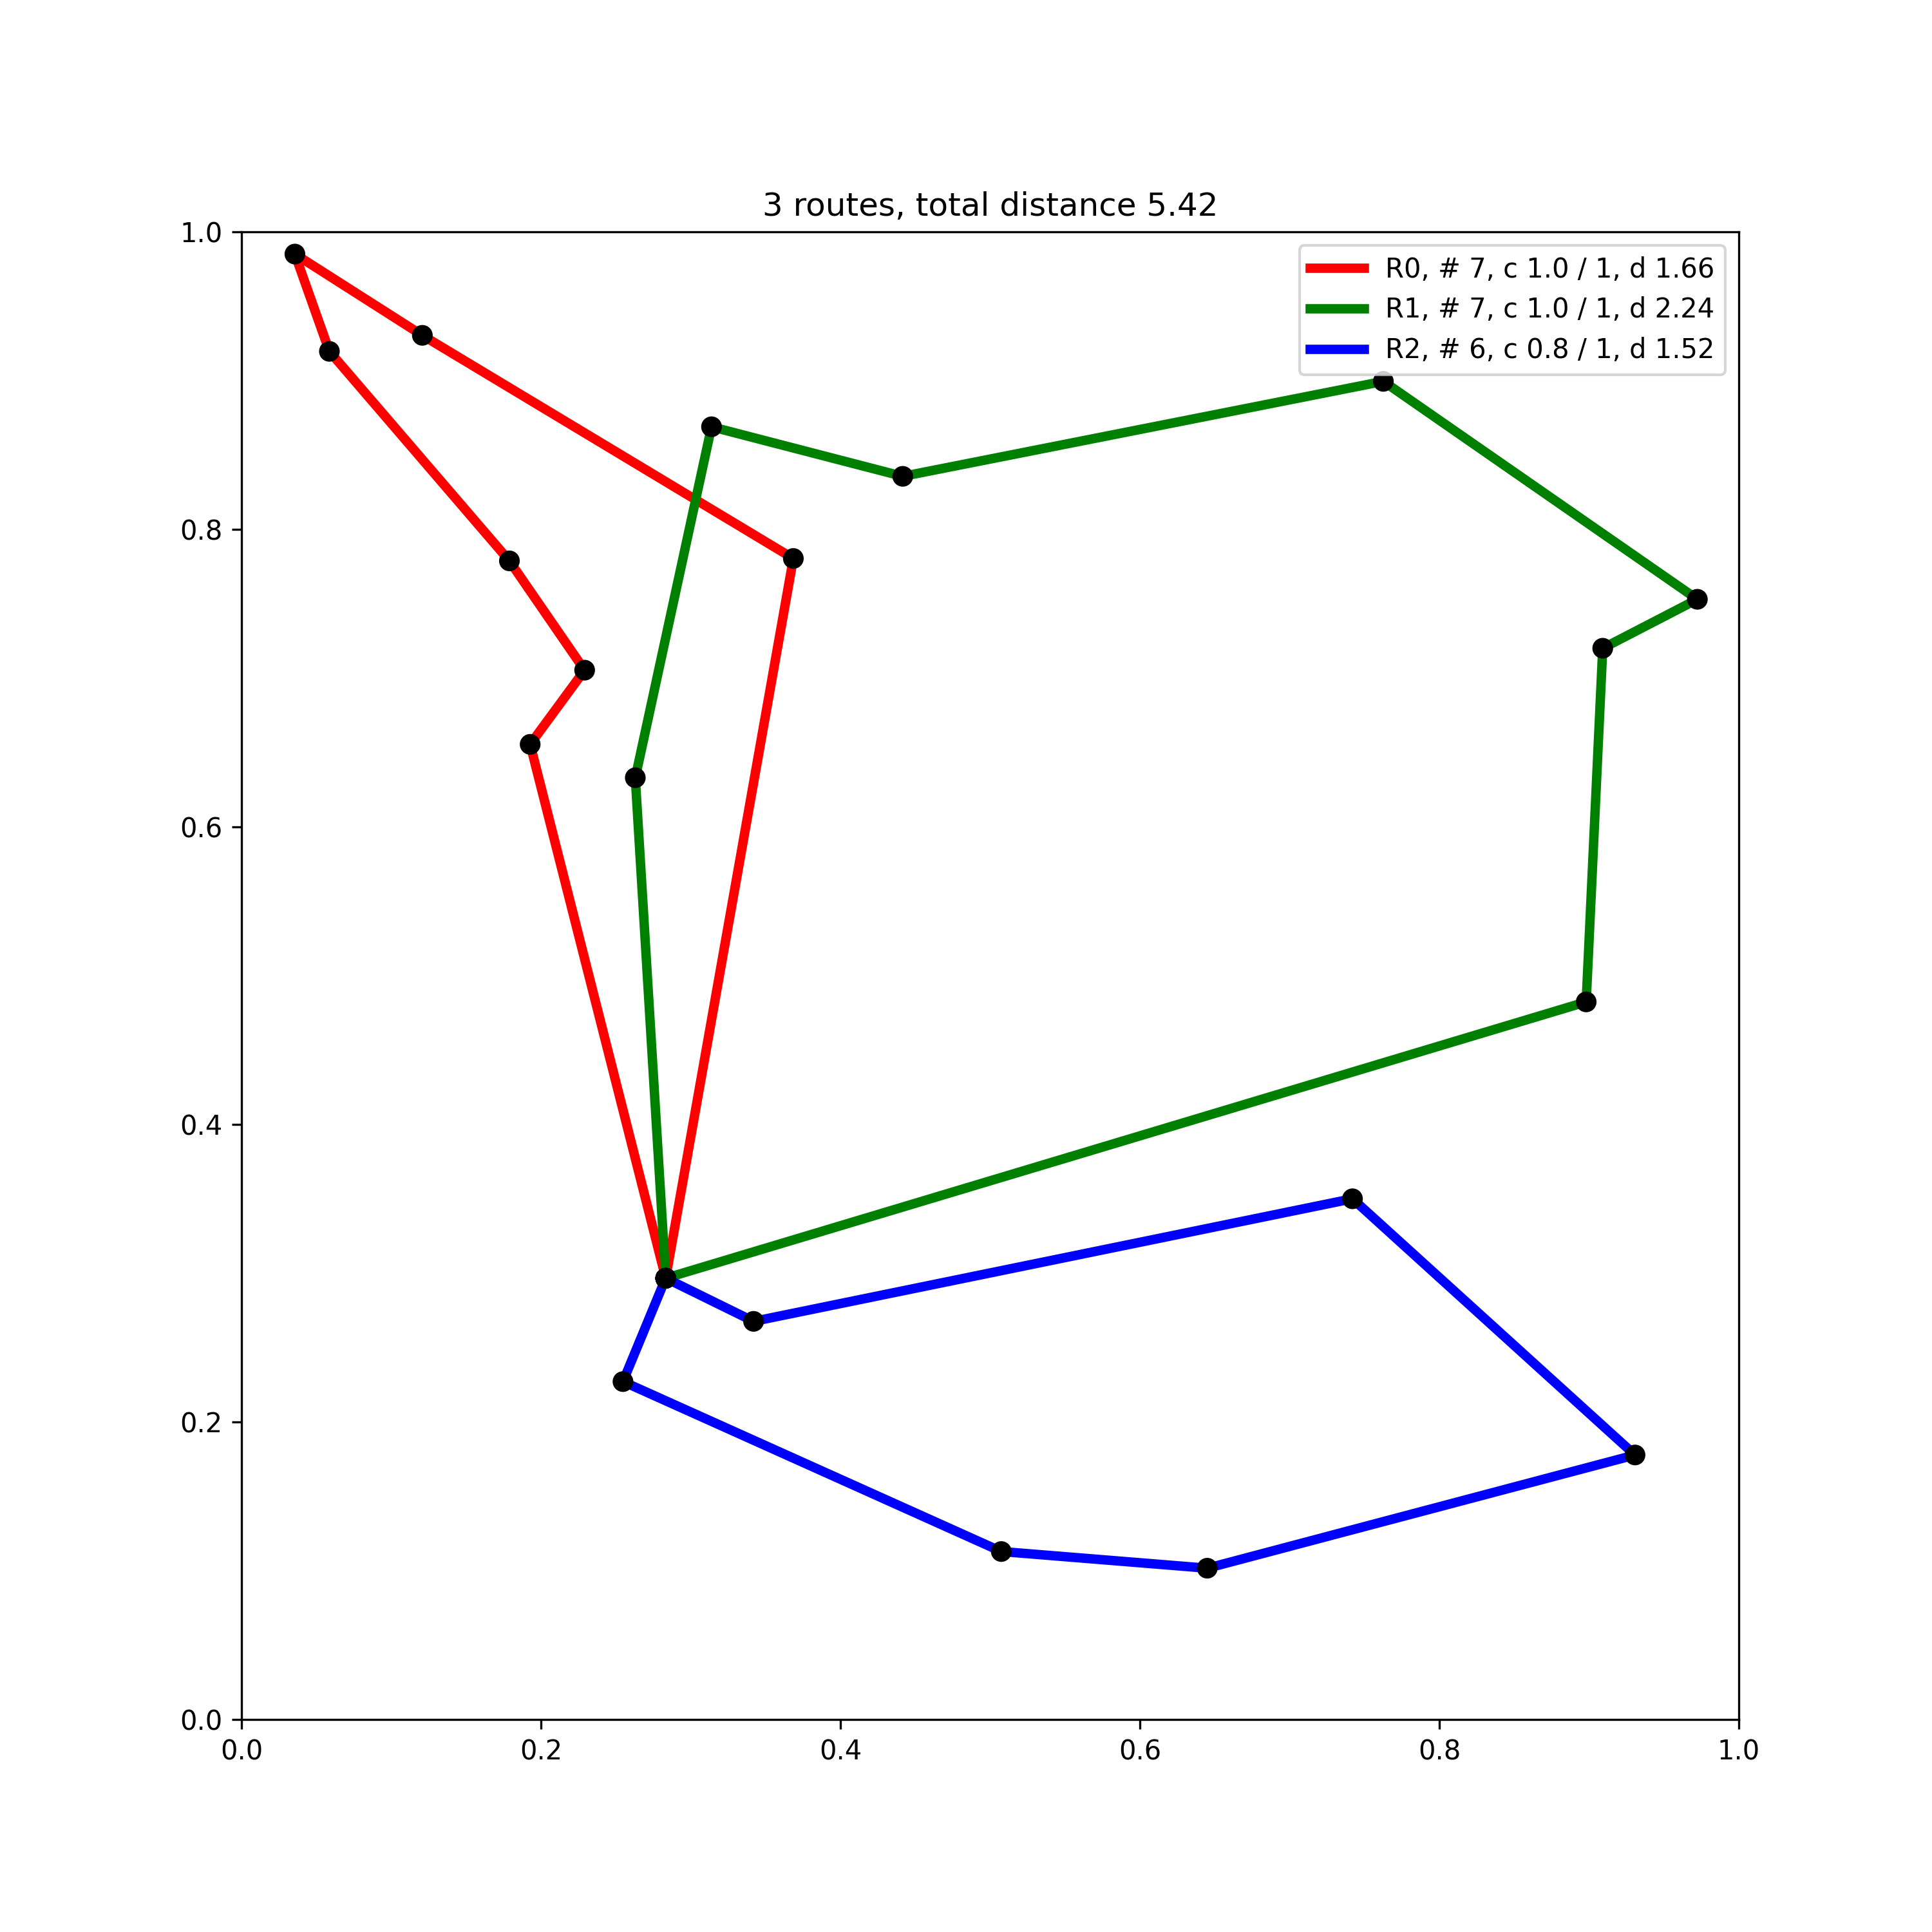 3 routes, total distance 5.42
R0, # 7, c 1.0 / 1, d 1.66
R1, # 7, c 1.0 / 1, d 2.24
R2, # 6, c 0.8 / 1, d 1.52
1.0
0.8
0.6
0.4
0.2
0.0
0.0 0.2 0.4 0.6 0.8 1.0